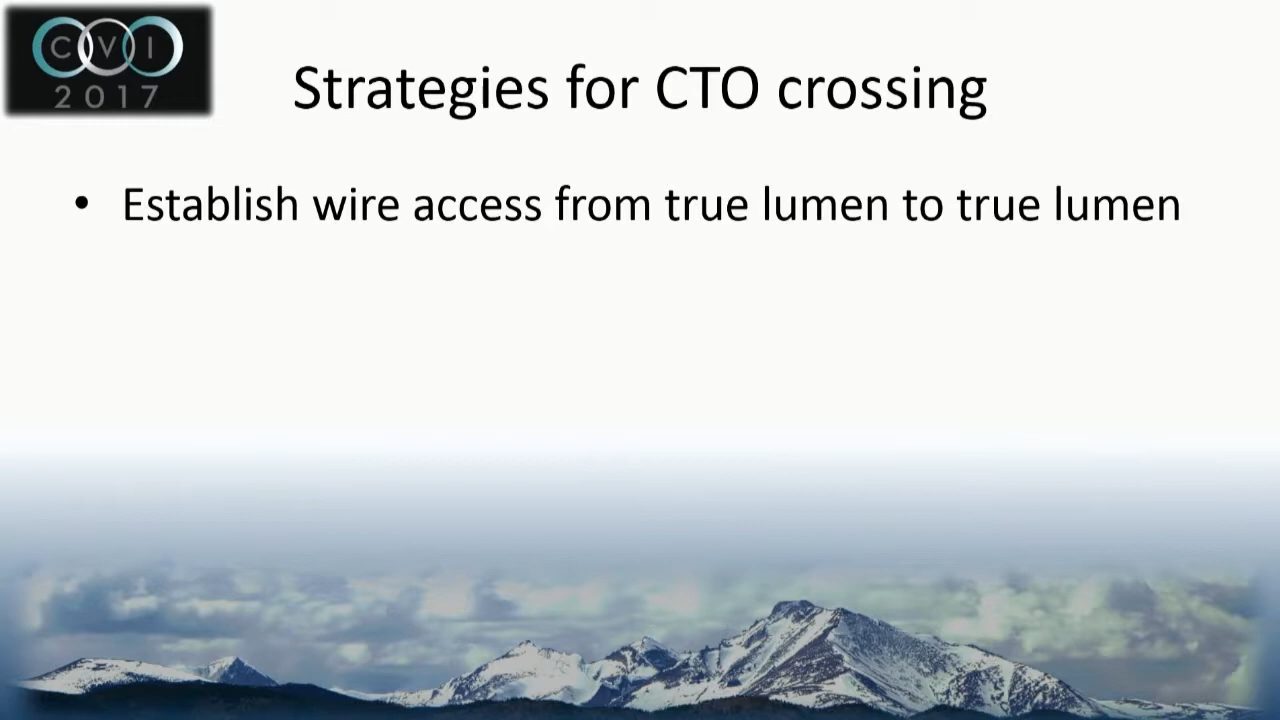 CVI
2017
Strategies for CTO crossing
• Establish wire access from true lumen to true lumen